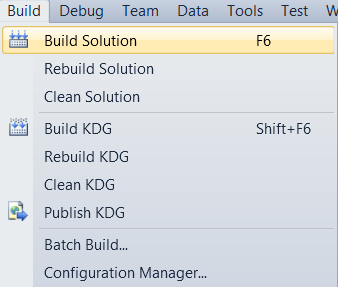 Build Debug Team Data Tools Test W
Build Solution F6
Rebuild Solution
Clean Solution
Build KDG Shift+F6
Rebuild KDG
Clean KDG
Publish KDG
Batch Build...
Configuration Manager...